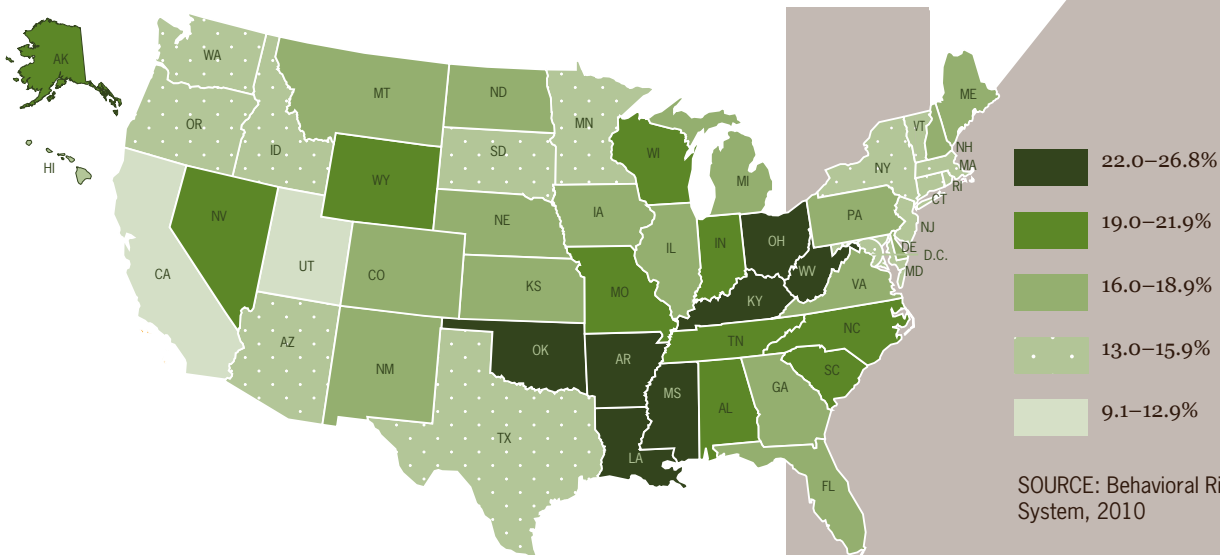 AK
WA
MT
ND
MN
ME
VT
OR
ID
SD
WI
NY
NH
MA
HI
WY
MI
RI
CT
NV
NE
IA
PA
NJ
CA
UT
CO
IL
IN
OH
DE
D.C.
MD
KS
MO
WV
VA
KY
AZ
NM
OK
AR
TN
NC
SC
MS
AL
GA
TX
LA
FL
22.0–26.8%
19.0–21.9%
16.0–18.9%
13.0–15.9%
9.1–12.9%
SOURCE: Behavioral Ri
System, 2010